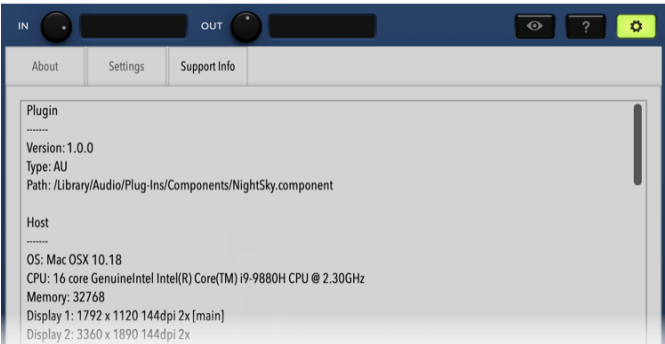 IN OUT ?
About Settings Support Info
Plugin
-------
Version: 1.0.0
Type: AU
Path: /Library/Audio/Plug-Ins/Components/NightSky.component
Host
-------
OS: Mac OSX 10.18
CPU: 16 core GenuineIntel Intel(R) Core(TM) i9-9880H CPU @ 2.30GHz
Memory: 32768
Display 1: 1792 x 1120 144dpi 2x [main]
Display 2: 3360 x 1890 144dpi 2x